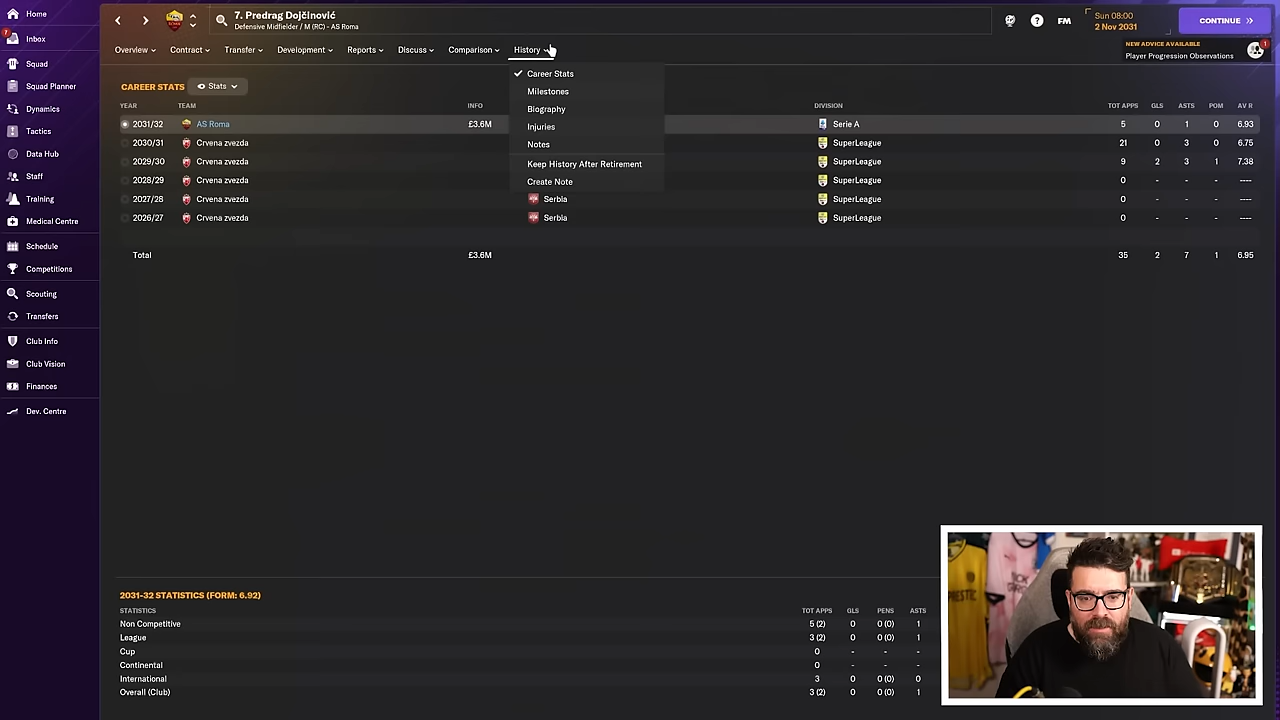 Home
7
Inbox
Squad
Squad Planner
Dynamics
Tactics
Data Hub
Staff
Training
Medical Centre
Schedule
Competitions
Scouting
Transfers
Club Info
Club Vision
Finances
Dev. Centre
7. Predrag Dojčinović
Defensive Midfielder / M (RC) - AS Roma
?
FM
Sun 08:00
2 Nov 2031
CONTINUE
Overview
Contract
Transfer
Development
Reports
Discuss
Comparison
History
NEW ADVICE AVAILABLE
Player Progression Observations
1
CAREER STATS
Stats
Career Stats
Milestones
Biography
Injuries
Notes
Keep History After Retirement
Create Note
YEAR TEAM INFO DIVISION TOT APPS GLS ASTS POM AV R
2031/32 AS Roma £3.6M Serie A 5 0 1 0 6.93
2030/31 Crvena zvezda SuperLeague 21 0 3 0 6.75
2029/30 Crvena zvezda SuperLeague 9 2 3 1 7.38
2028/29 Crvena zvezda SuperLeague 0 - - - ----
2027/28 Crvena zvezda Serbia SuperLeague 0 - - - ----
2026/27 Crvena zvezda Serbia SuperLeague 0 - - - ----
Total £3.6M 35 2 7 1 6.95
2031-32 STATISTICS (FORM: 6.92)
STATISTICS TOT APPS GLS PENS ASTS
Non Competitive 5 (2) 0 0 (0) 1
League 3 (2) 0 0 (0) 1
Cup 0 - - -
Continental 0 - - -
International 3 0 0 (0) 0
Overall (Club) 3 (2) 0 0 (0) 1